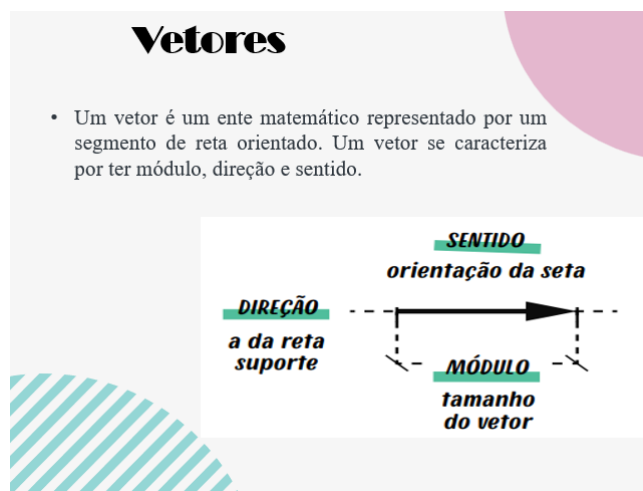 Vetores
• Um vetor é um ente matemático representado por um
segmento de reta orientado. Um vetor se caracteriza
por ter módulo, direção e sentido.
SENTIDO
orientação da seta
DIREÇÃO
a da reta
suporte
MÓDULO
tamanho
do vetor